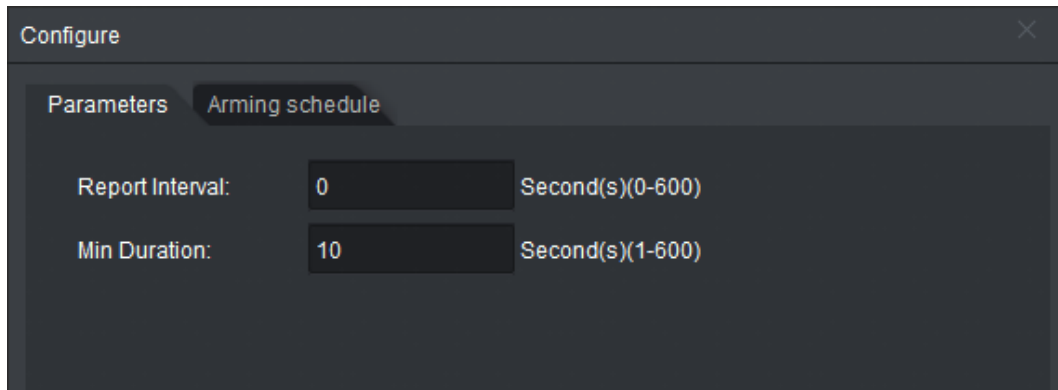 Configure
Parameters Arming schedule
Report Interval: 0 Second(s)(0-600)
Min Duration: 10 Second(s)(1-600)